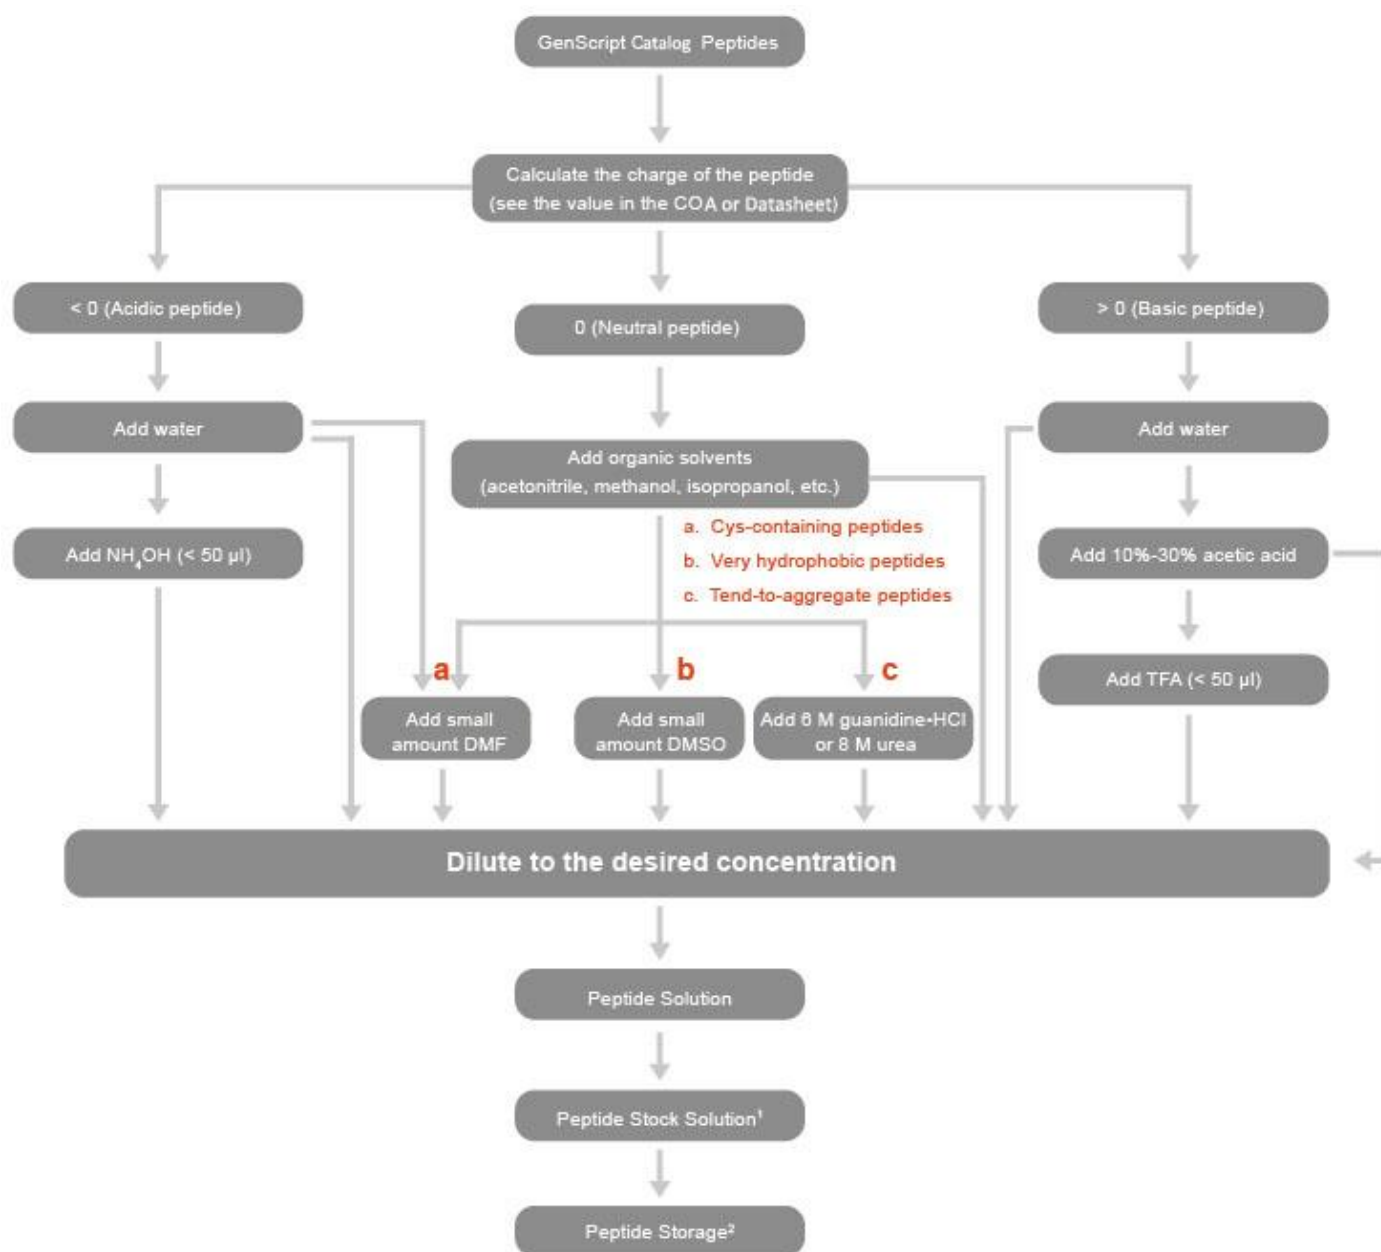 GenScript Catalog Peptides
Calculate the charge of the peptide
(see the value in the COA or Datasheet)
< 0 (Acidic peptide)
0 (Neutral peptide)
> 0 (Basic peptide)
Add water
Add organic solvents
(acetonitrile, methanol, isopropanol, etc.)
Add water
a. Cys-containing peptides
b. Very hydrophobic peptides
c. Tend-to-aggregate peptides
Add NH₄OH (< 50 µl)
Add 10%-30% acetic acid
a
b
c
Add TFA (< 50 µl)
Add small
amount DMF
Add small
amount DMSO
Add 6 M guanidine•HCl
or 8 M urea
Dilute to the desired concentration
Peptide Solution
Peptide Stock Solution¹
Peptide Storage²